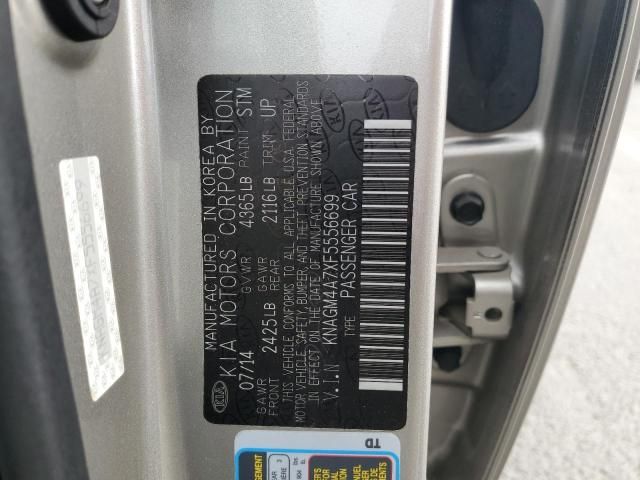 MANUFACTURED IN KOREA BY
KIA MOTORS CORPORATION
07/14 GVWR 4365LB PAINT STM
GAWR FRONT 2425LB GAWR REAR 2116LB TRIM UP
THIS VEHICLE CONFORMS TO ALL APPLICABLE U.S.A. FEDERAL
MOTOR VEHICLE SAFETY, BUMPER, AND THEFT PREVENTION STANDARDS
IN EFFECT ON THE DATE OF MANUFACTURE SHOWN ABOVE.
V.I.N KNAGM4A7XF5556699
TYPE PASSENGER CAR
KIA
TD